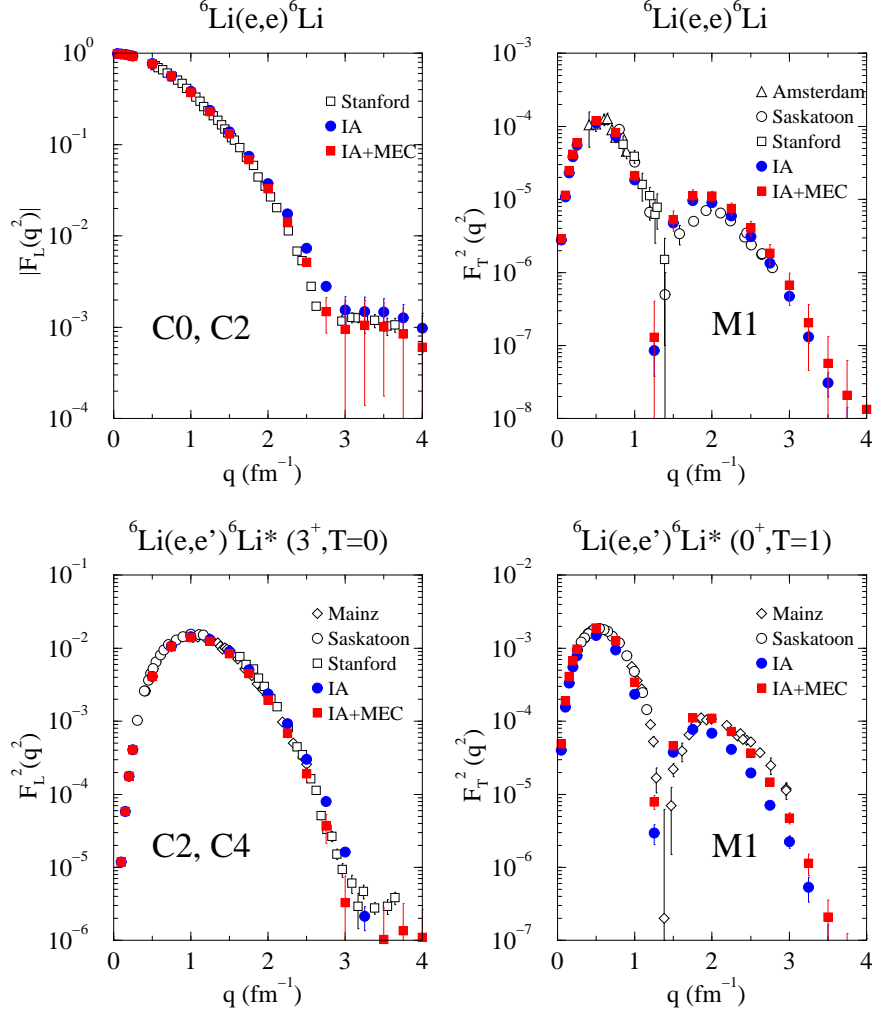 ⁶Li(e,e)⁶Li
10⁰
10⁻¹
10⁻²
10⁻³
10⁻⁴
|F_L(q²)|
Stanford
IA
IA+MEC
C0, C2
0 1 2 3 4
q (fm⁻¹)
⁶Li(e,e)⁶Li
10⁻³
10⁻⁴
10⁻⁵
10⁻⁶
10⁻⁷
10⁻⁸
F_T² (q²)
Amsterdam
Saskatoon
Stanford
IA
IA+MEC
M1
0 1 2 3 4
q (fm⁻¹)
⁶Li(e,e’)⁶Li* (3⁺,T=0)
10⁻¹
10⁻²
10⁻³
10⁻⁴
10⁻⁵
10⁻⁶
F_L² (q²)
Mainz
Saskatoon
Stanford
IA
IA+MEC
C2, C4
0 1 2 3 4
q (fm⁻¹)
⁶Li(e,e’)⁶Li* (0⁺,T=1)
10⁻²
10⁻³
10⁻⁴
10⁻⁵
10⁻⁶
10⁻⁷
F_T² (q²)
Mainz
Saskatoon
IA
IA+MEC
M1
0 1 2 3 4
q (fm⁻¹)